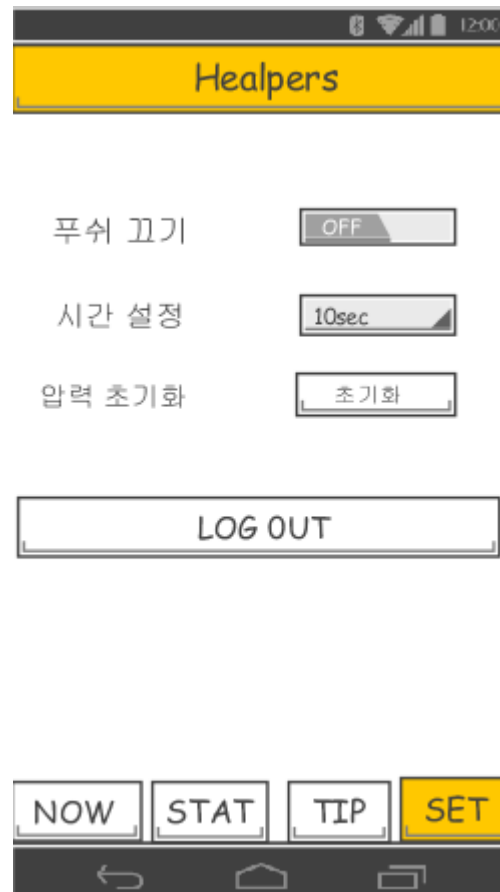 12:00
Healpers
푸쉬 끄기 OFF
시간 설정 10sec
압력 초기화 초기화
LOG OUT
NOW STAT TIP SET